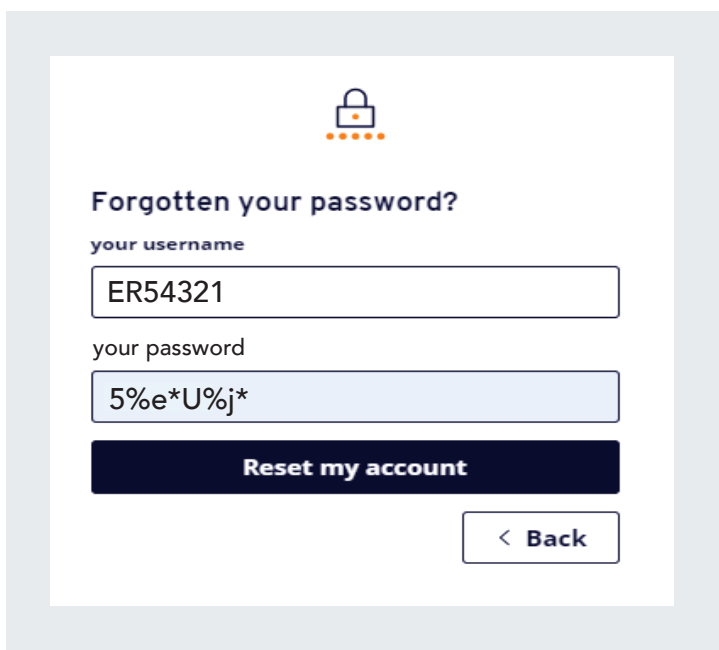 Forgotten your password?
your username
ER54321
your password
5%e*U%j*
Reset my account
< Back